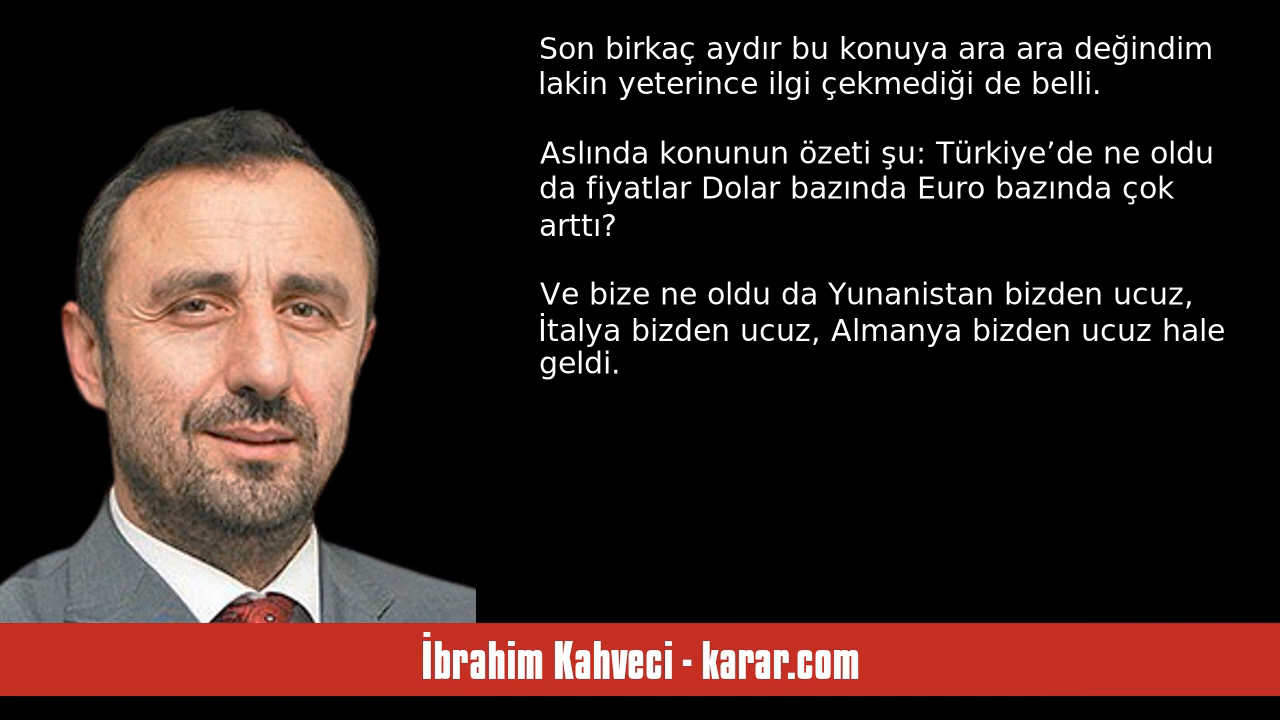 Son birkaç aydır bu konuya ara ara değindim
lakin yeterince ilgi çekmediği de belli.
Aslında konunun özeti şu: Türkiye’de ne oldu
da fiyatlar Dolar bazında Euro bazında çok
arttı?
Ve bize ne oldu da Yunanistan bizden ucuz,
İtalya bizden ucuz, Almanya bizden ucuz hale
geldi.
İbrahim Kahveci - karar.com